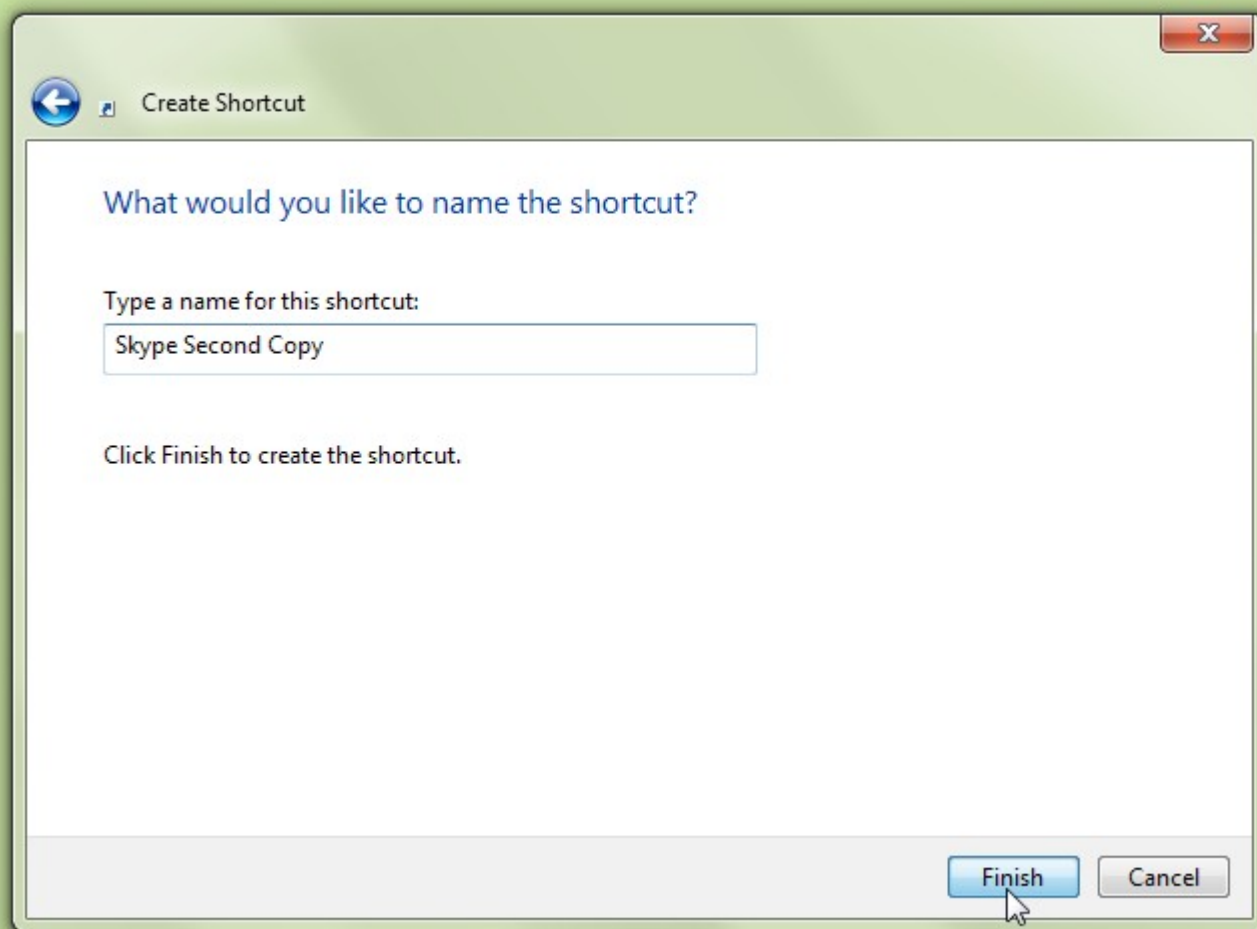 Create Shortcut
What would you like to name the shortcut?
Type a name for this shortcut:
Skype Second Copy
Click Finish to create the shortcut.
Finish Cancel